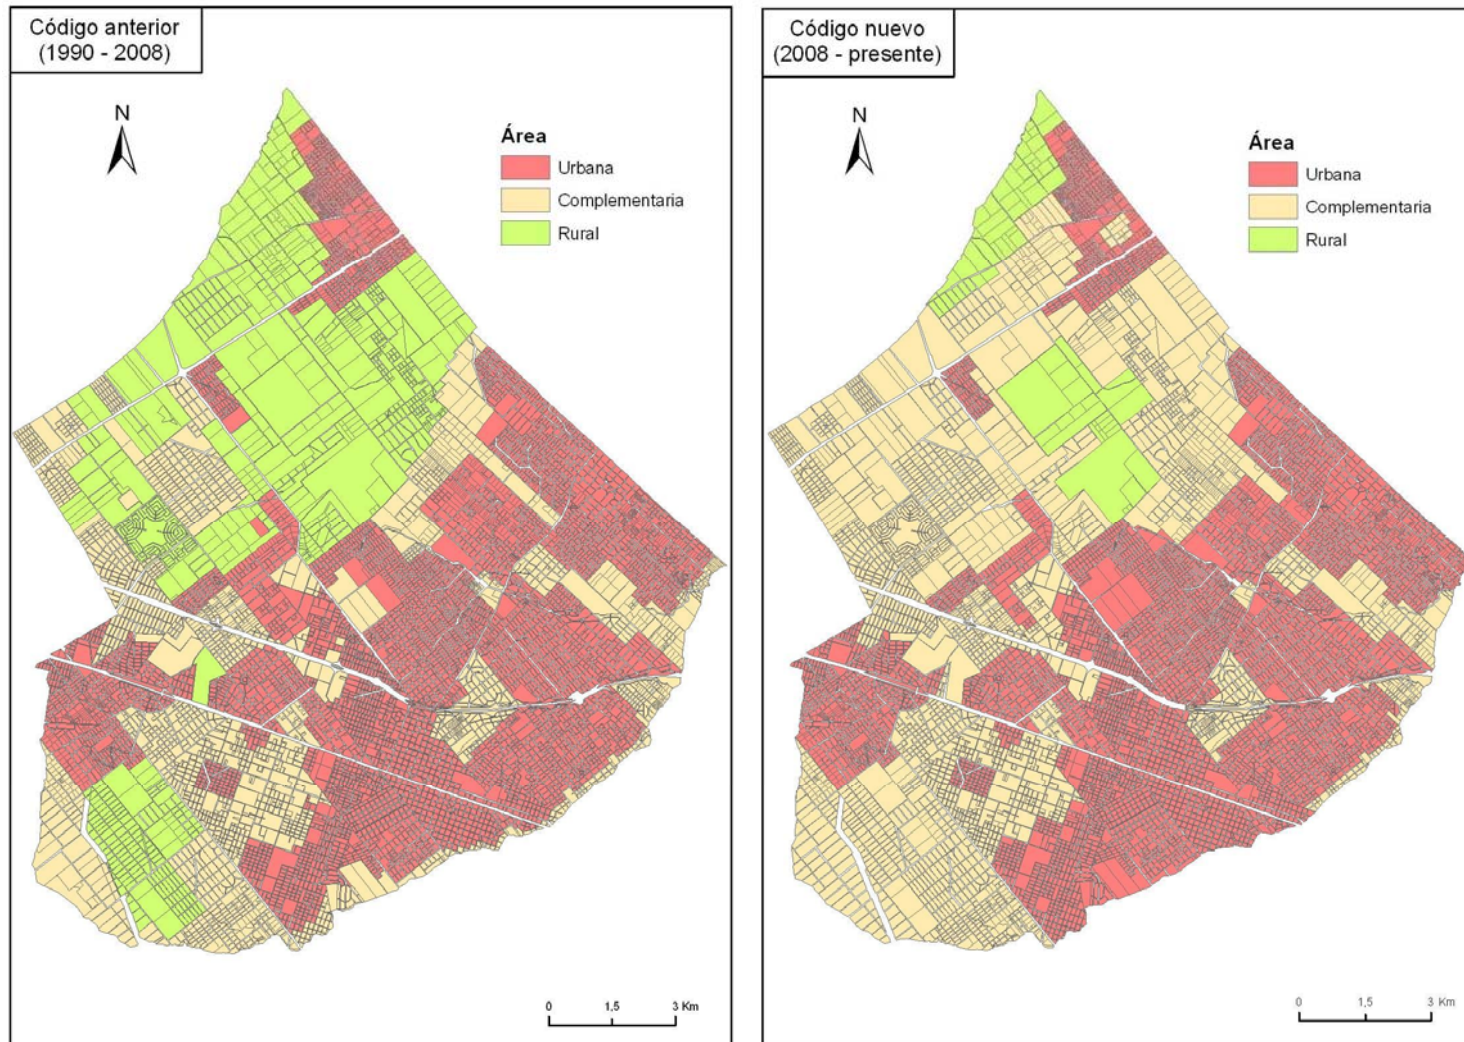 Código anterior
(1990 - 2008)
N
Área
Urbana
Complementaria
Rural
0 1,5 3 Km
Código nuevo
(2008 - presente)
N
Área
Urbana
Complementaria
Rural
0 1,5 3 Km